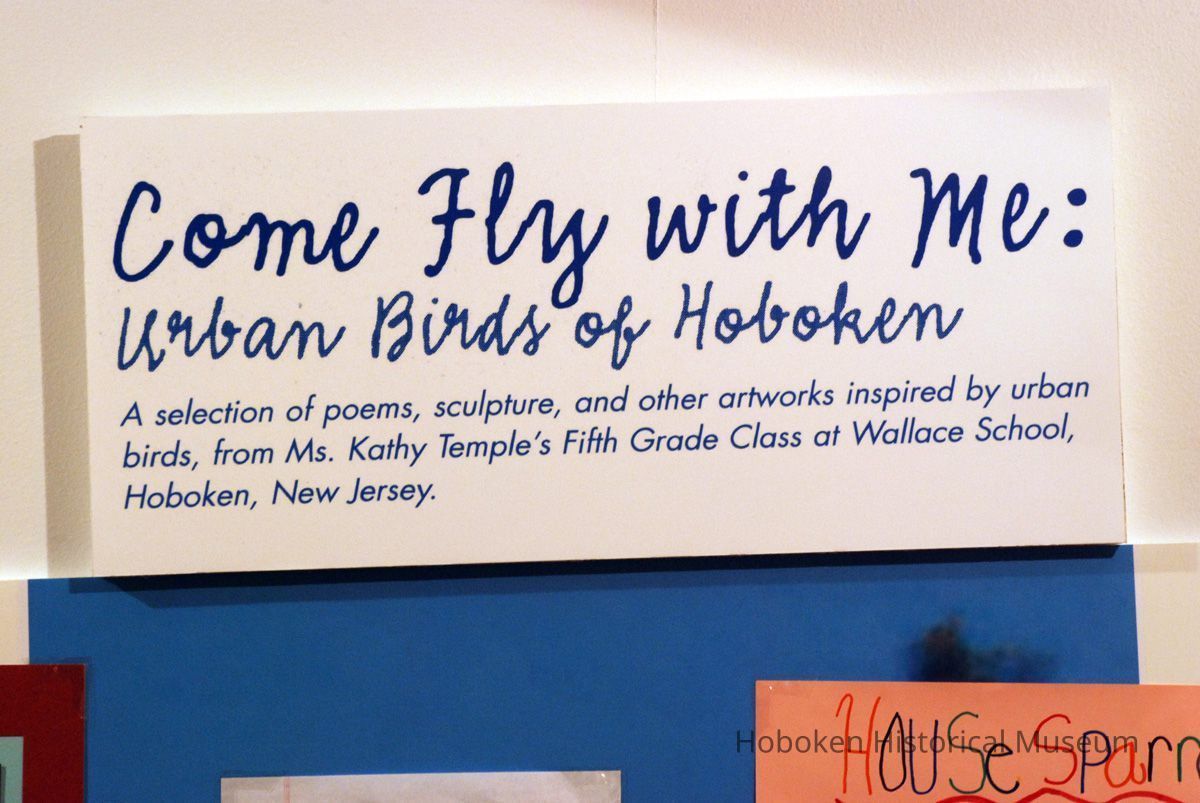 Come Fly with Me:
Urban Birds of Hoboken
A selection of poems, sculpture, and other artworks inspired by urban
birds, from Ms. Kathy Temple's Fifth Grade Class at Wallace School,
Hoboken, New Jersey.
HOUSe Sparr
Hoboken Historical Museum